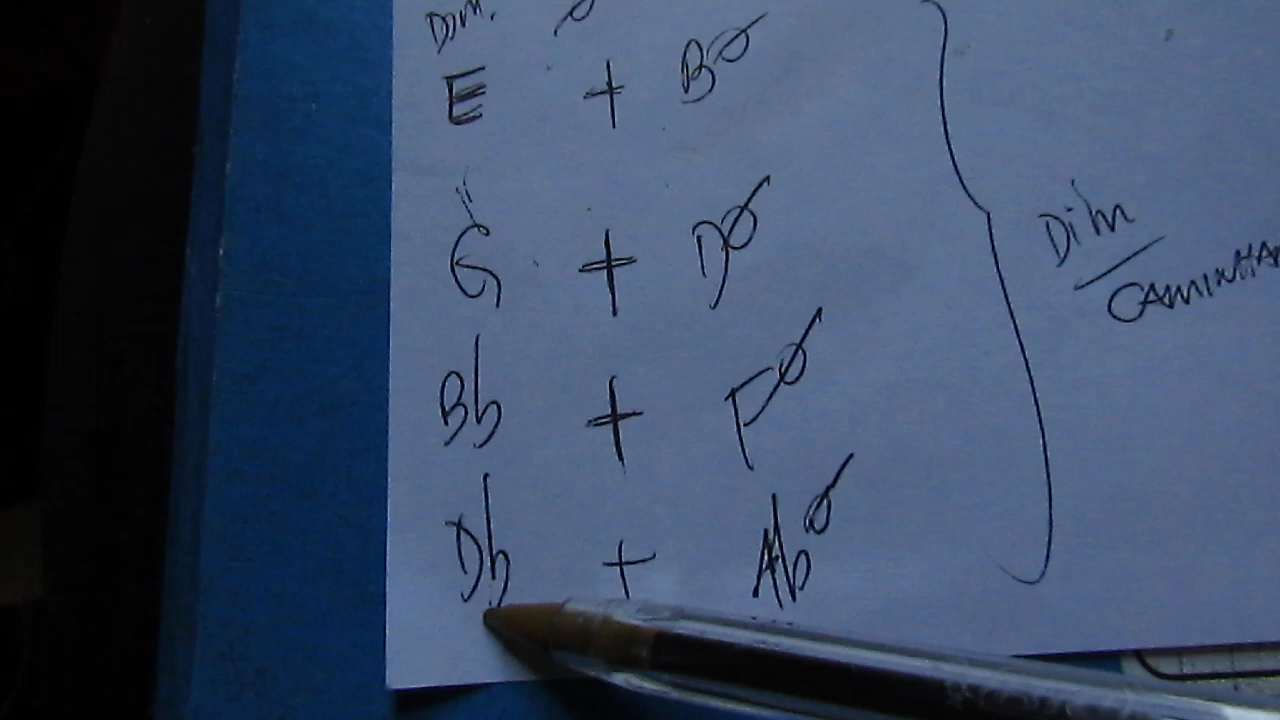 Dim. ø
E + Bø
"
G + Dø
Bb + Fø
Db + Abø
Dim
CAMINHA